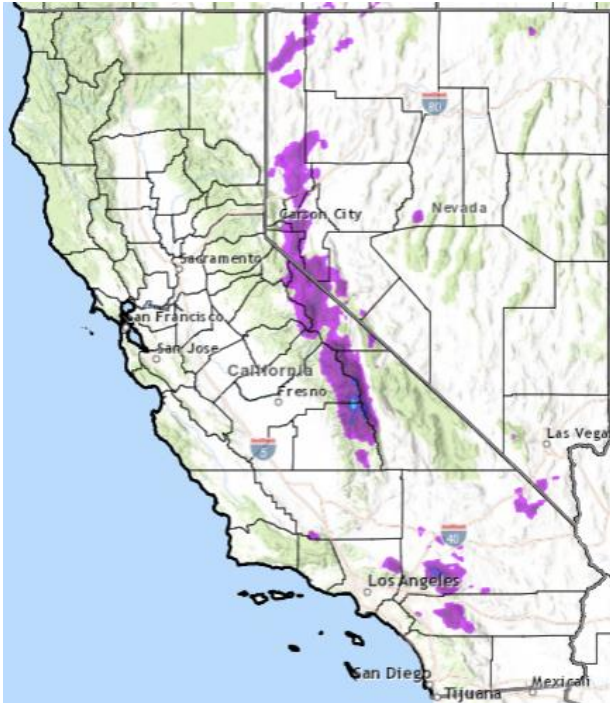 80
Carson City
Nevada
Sacramento
San Francisco
San Jose
California
Fresno
Las Vega
5
40
Los Angeles
San Diego
Mexicali
Tijuana